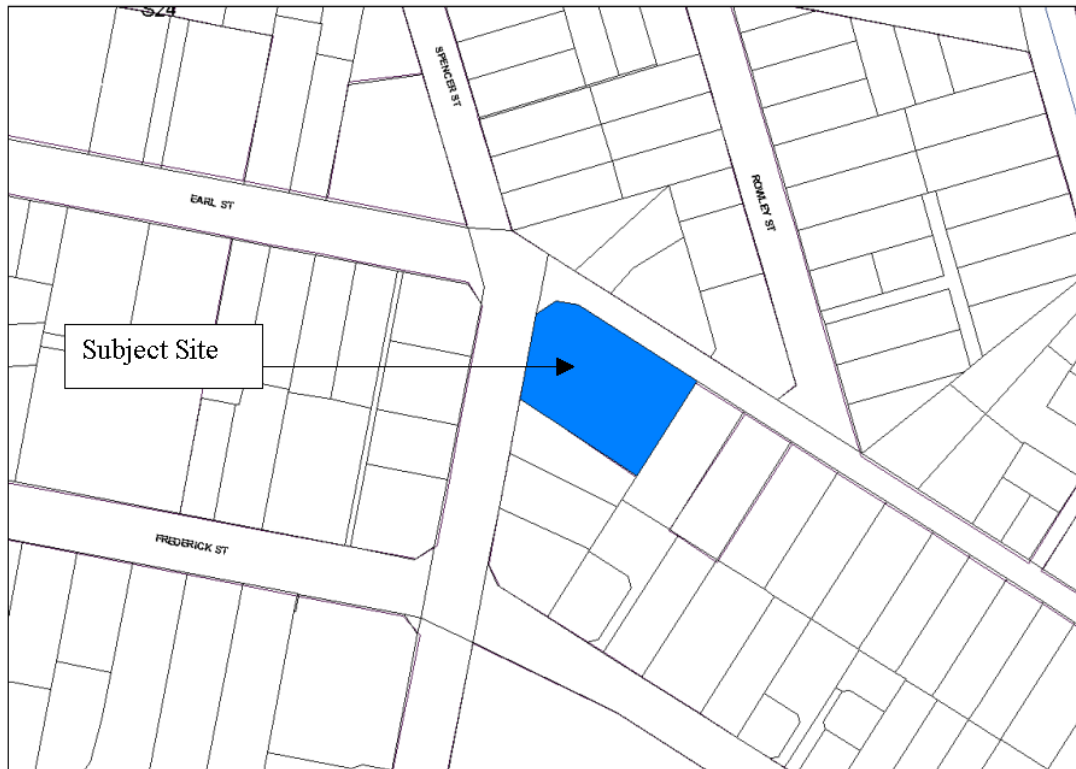 S24
SPENCER ST
EARL ST
ROWLEY ST
Subject Site
FREDERICK ST